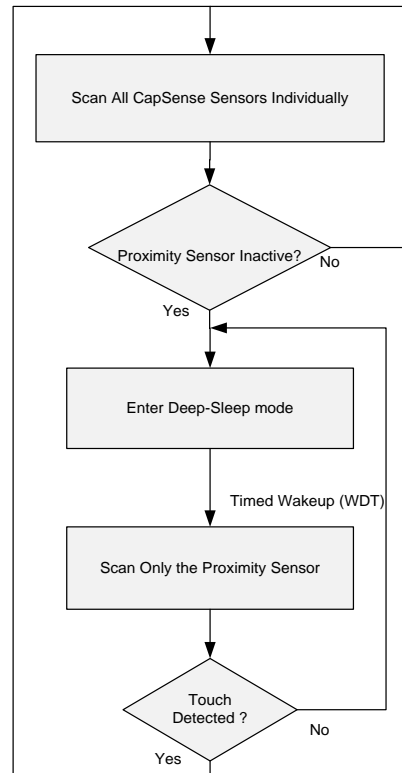 Scan All CapSense Sensors Individually
Proximity Sensor Inactive?
No
Yes
Enter Deep-Sleep mode
Timed Wakeup (WDT)
Scan Only the Proximity Sensor
Touch
Detected ?
No
Yes